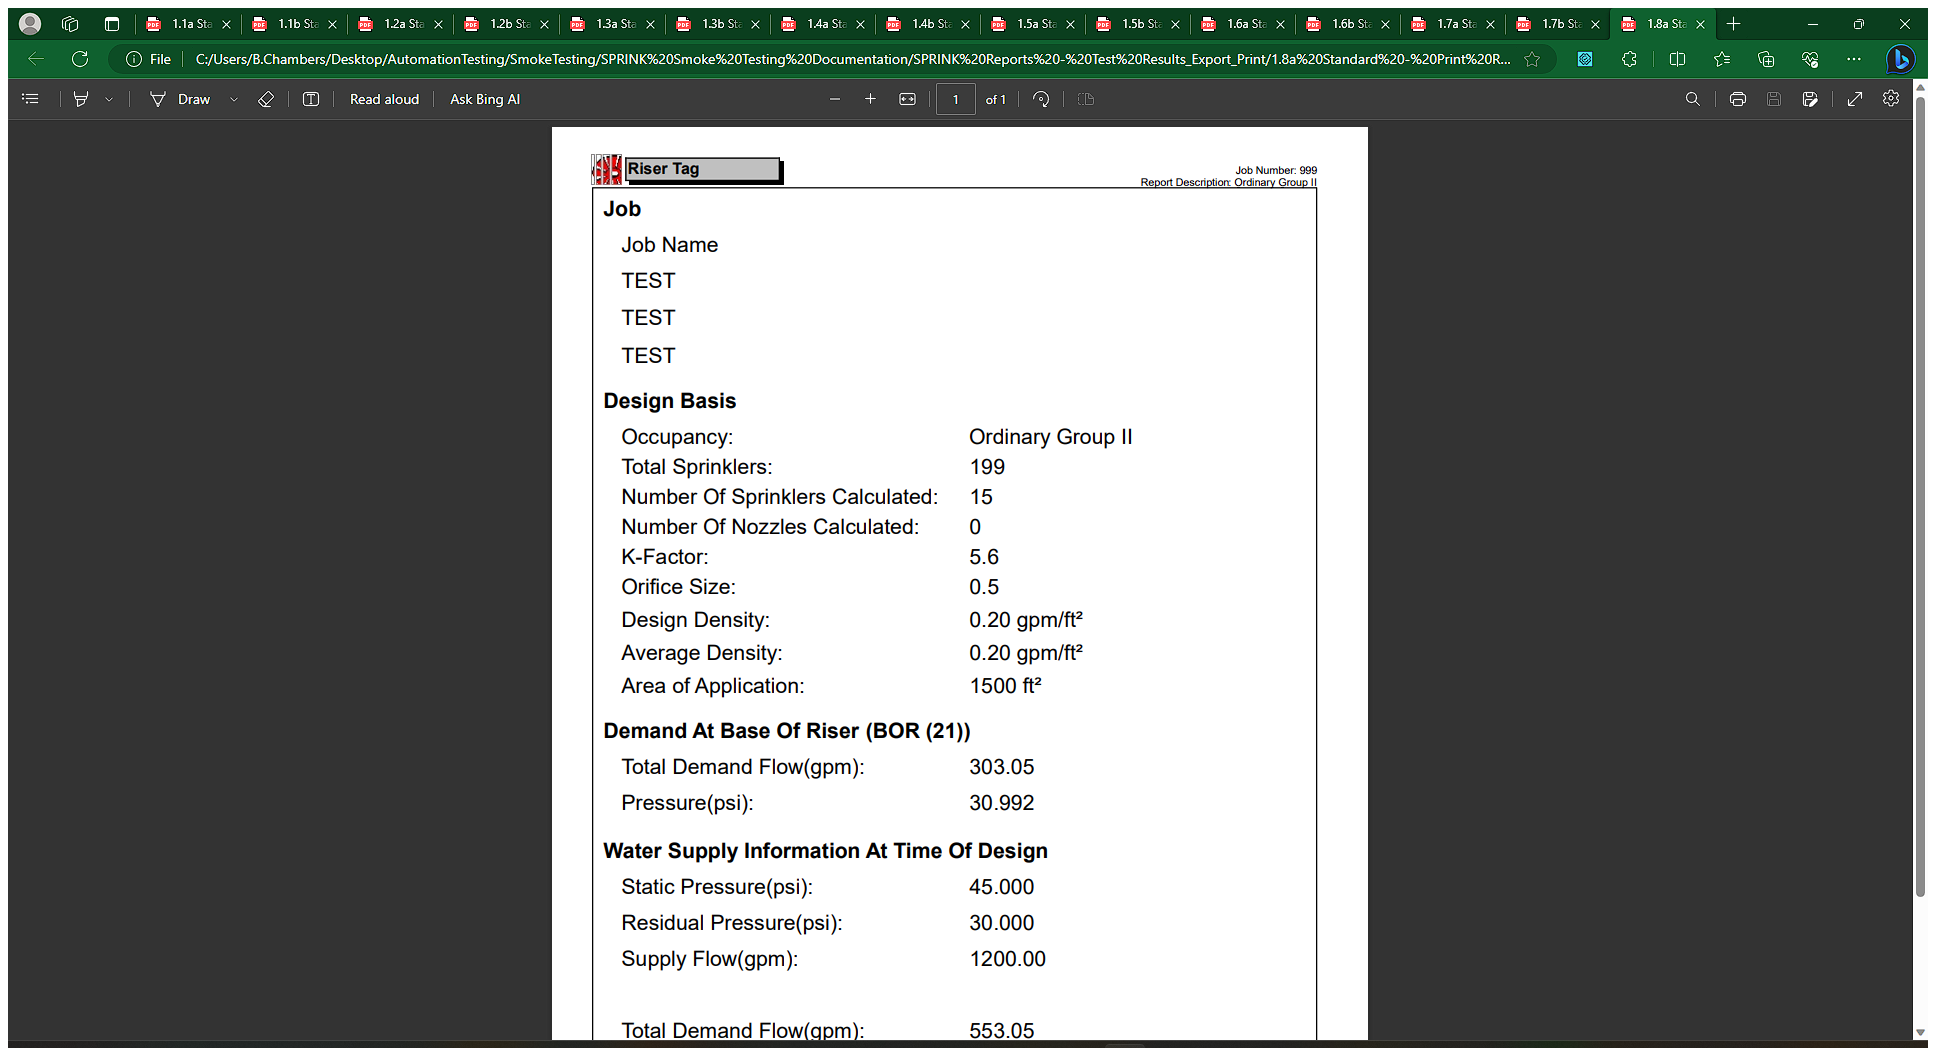 1.1a Sta 1.1b Sta 1.2a Sta 1.2b Sta 1.3a Sta 1.3b Sta 1.4a Sta 1.4b Sta 1.5a Sta 1.5b Sta 1.6a Sta 1.6b Sta 1.7a Sta 1.7b Sta 1.8a Sta
File C:/Users/B.Chambers/Desktop/AutomationTesting/SmokeTesting/SPRINK%20Smoke%20Testing%20Documentation/SPRINK%20Reports%20-%20Test%20Results_Export_Print/1.8a%20Standard%20-%20Print%20R...
Draw Read aloud Ask Bing AI 1 of 1
Riser Tag
Job Number: 999
Report Description: Ordinary Group II
Job
Job Name
TEST
TEST
TEST
Design Basis
Occupancy: Ordinary Group II
Total Sprinklers: 199
Number Of Sprinklers Calculated: 15
Number Of Nozzles Calculated: 0
K-Factor: 5.6
Orifice Size: 0.5
Design Density: 0.20 gpm/ft²
Average Density: 0.20 gpm/ft²
Area of Application: 1500 ft²
Demand At Base Of Riser (BOR (21))
Total Demand Flow(gpm): 303.05
Pressure(psi): 30.992
Water Supply Information At Time Of Design
Static Pressure(psi): 45.000
Residual Pressure(psi): 30.000
Supply Flow(gpm): 1200.00
Total Demand Flow(gpm): 553.05